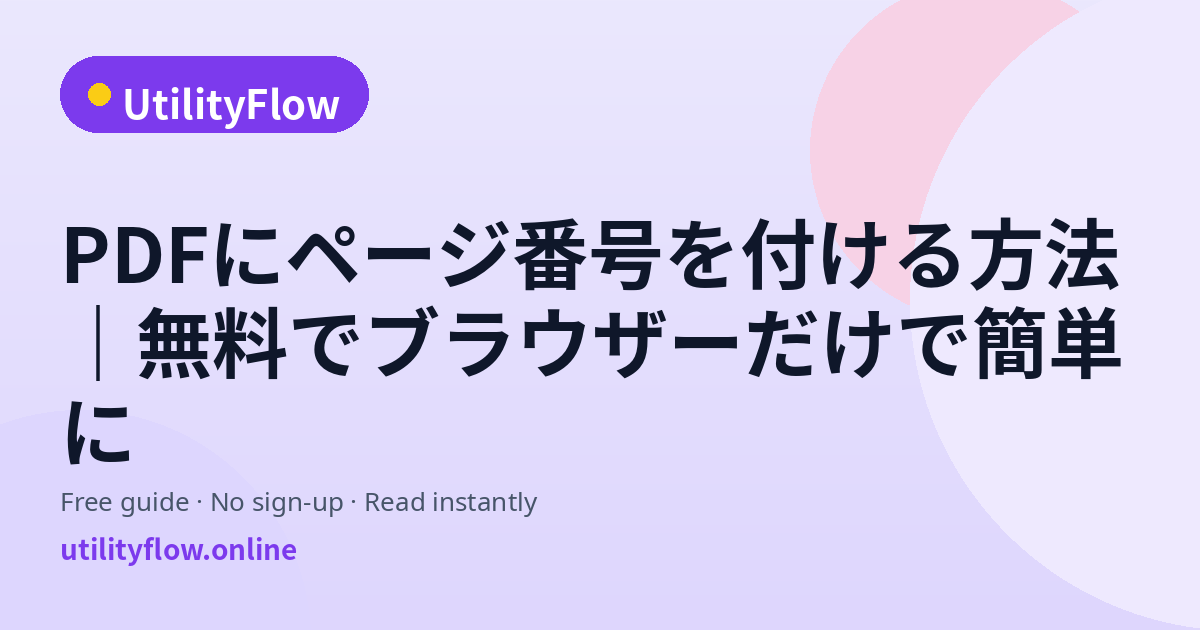 UtilityFlow
PDFにページ番号を付ける方法
｜無料でブラウザーだけで簡単
に
Free guide · No sign-up · Read instantly
utilityflow.online